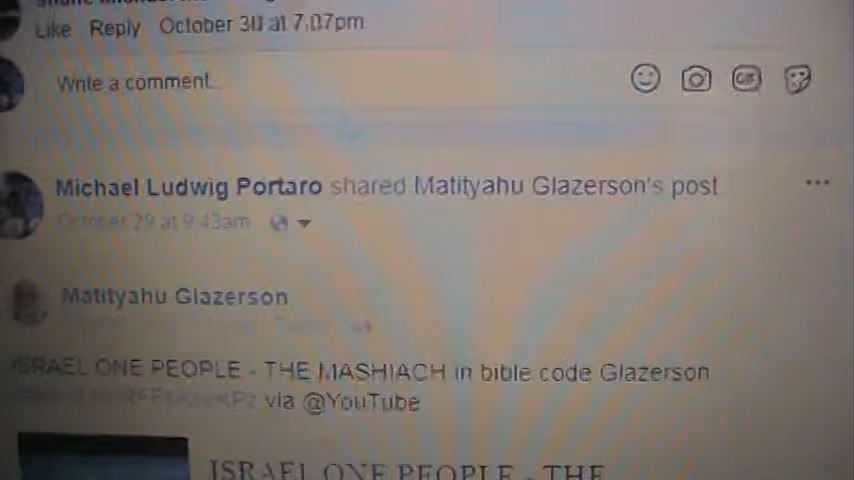 Like Reply October 30 at 7:07pm
Write a comment...
GIF
Michael Ludwig Portaro shared Matityahu Glazerson's post
October 29 at 9:43am
Matityahu Glazerson
ISRAEL ONE PEOPLE - THE MASHIACH in bible code Glazerson
via @YouTube
ISRAEL ONE PEOPLE - THE